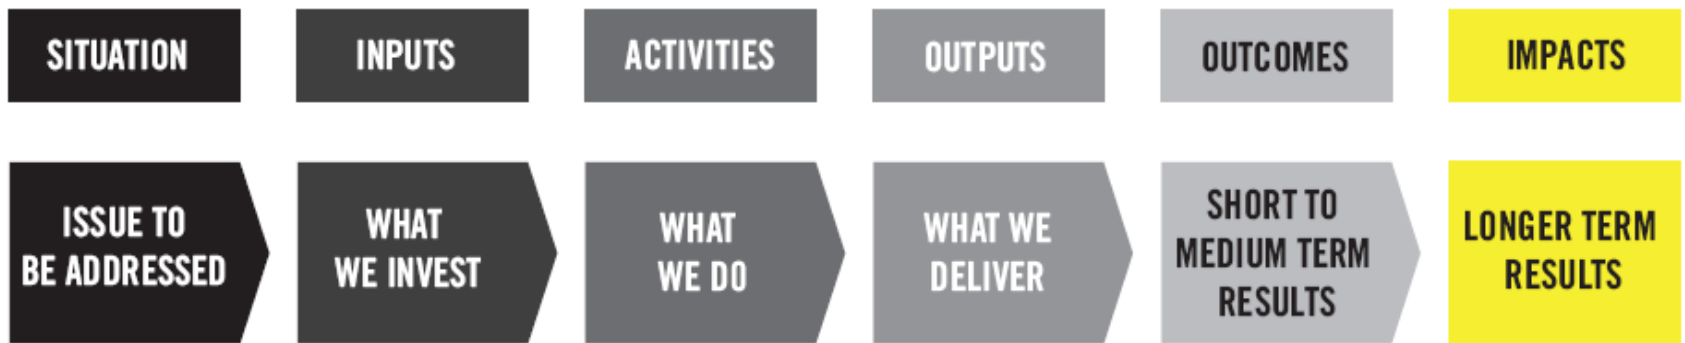 SITUATION
INPUTS
ACTIVITIES
OUTPUTS
OUTCOMES
IMPACTS
ISSUE TO
BE ADDRESSED
WHAT
WE INVEST
WHAT
WE DO
WHAT WE
DELIVER
SHORT TO
MEDIUM TERM
RESULTS
LONGER TERM
RESULTS